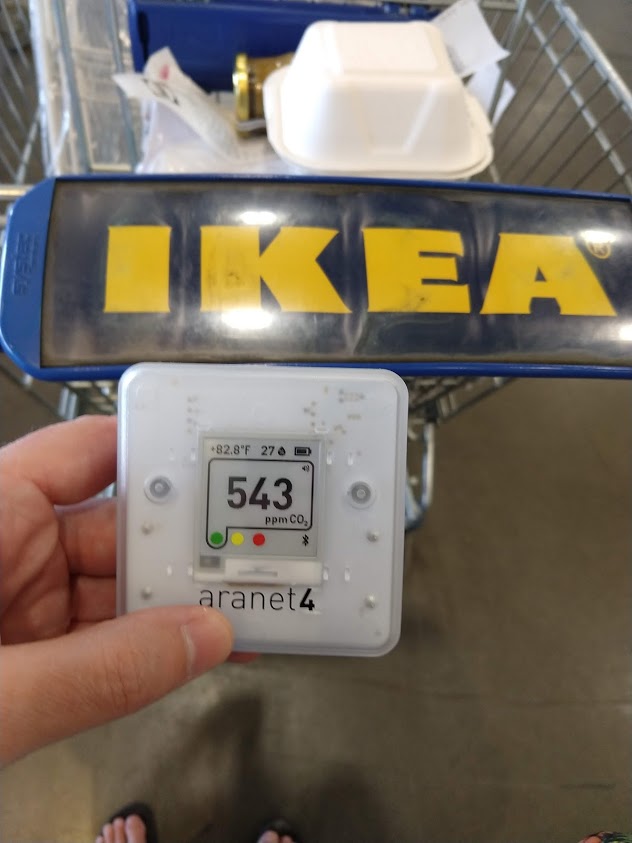 IKEA
+82.8°F 27
543
ppm CO₂
aranet4